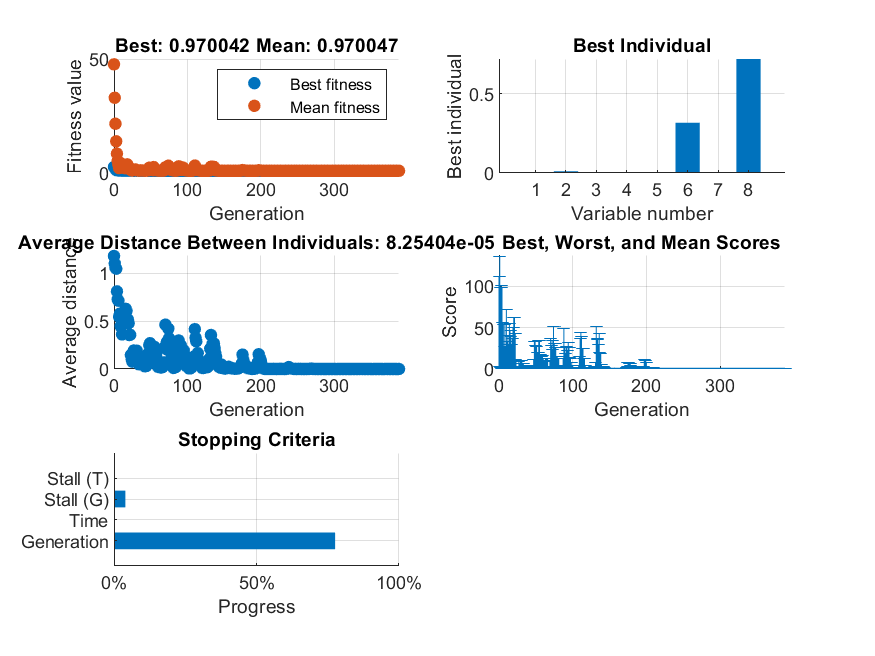 Best: 0.970042 Mean: 0.970047
Fitness value
50
0
Best fitness
Mean fitness
0 100 200 300
Generation
Best Individual
Best individual
0.5
0
1 2 3 4 5 6 7 8
Variable number
Average Distance Between Individuals: 8.25404e-05
Average distance
1
0.5
0
0 100 200 300
Generation
Best, Worst, and Mean Scores
Score
100
50
0
0 100 200 300
Generation
Stopping Criteria
Stall (T)
Stall (G)
Time
Generation
0% 50% 100%
Progress